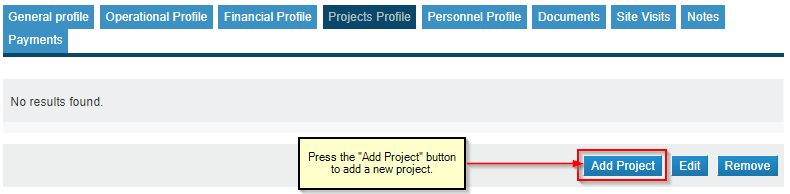 General profile Operational Profile Financial Profile Projects Profile Personnel Profile Documents Site Visits Notes
Payments
No results found.
Press the "Add Project" button
to add a new project.
Add Project Edit Remove